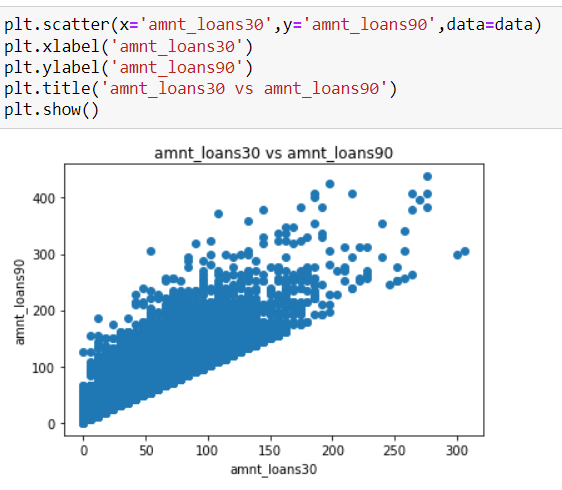 plt.scatter(x='amnt_loans30',y='amnt_loans90',data=data)
plt.xlabel('amnt_loans30')
plt.ylabel('amnt_loans90')
plt.title('amnt_loans30 vs amnt_loans90')
plt.show()
amnt_loans30 vs amnt_loans90
amnt_loans90
400
300
200
100
0
0 50 100 150 200 250 300
amnt_loans30